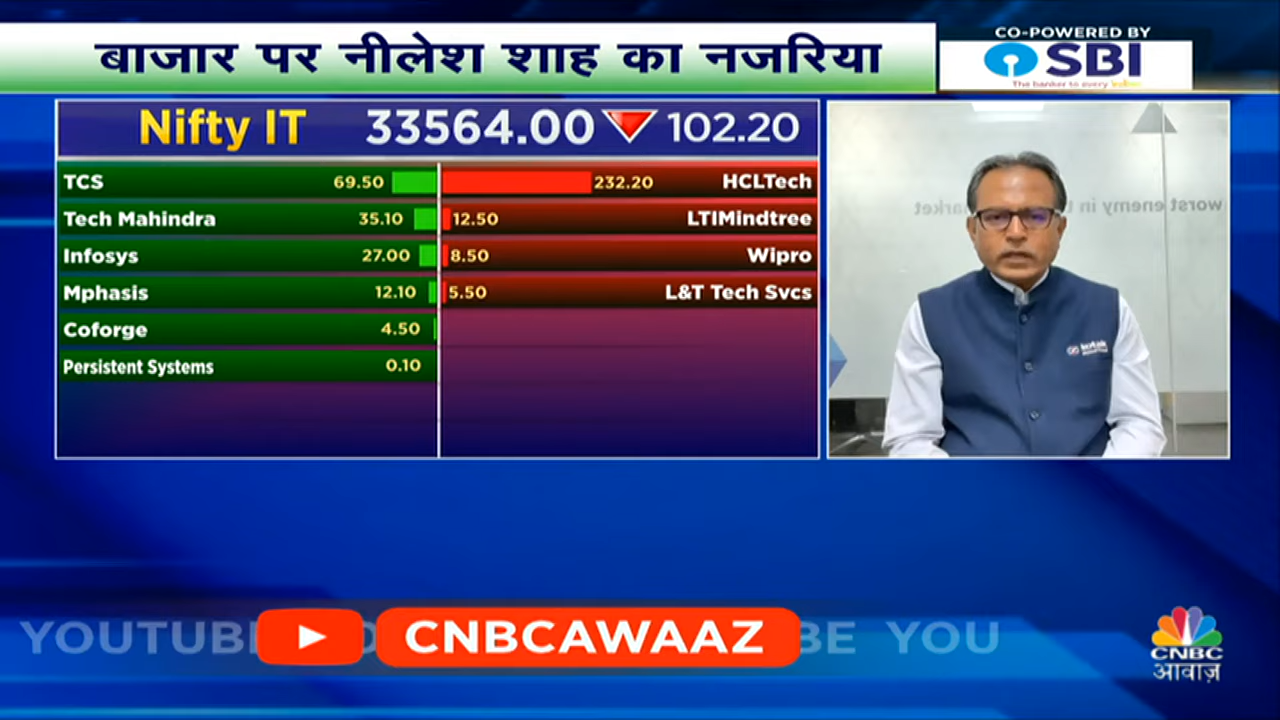 बाजार पर नीलेश शाह का नजरिया
CO-POWERED BY
SBI
The banker to every Indian
Nifty IT 33564.00 102.20
TCS 69.50 232.20 HCLTech
Tech Mahindra 35.10 12.50 LTIMindtree
Infosys 27.00 8.50 Wipro
Mphasis 12.10 5.50 L&T Tech Svcs
Coforge 4.50
Persistent Systems 0.10
worst enemy in
market
kotak
YOUTUBE
CNBCAWAAZ
BE YOU
CNBC
आवाज़